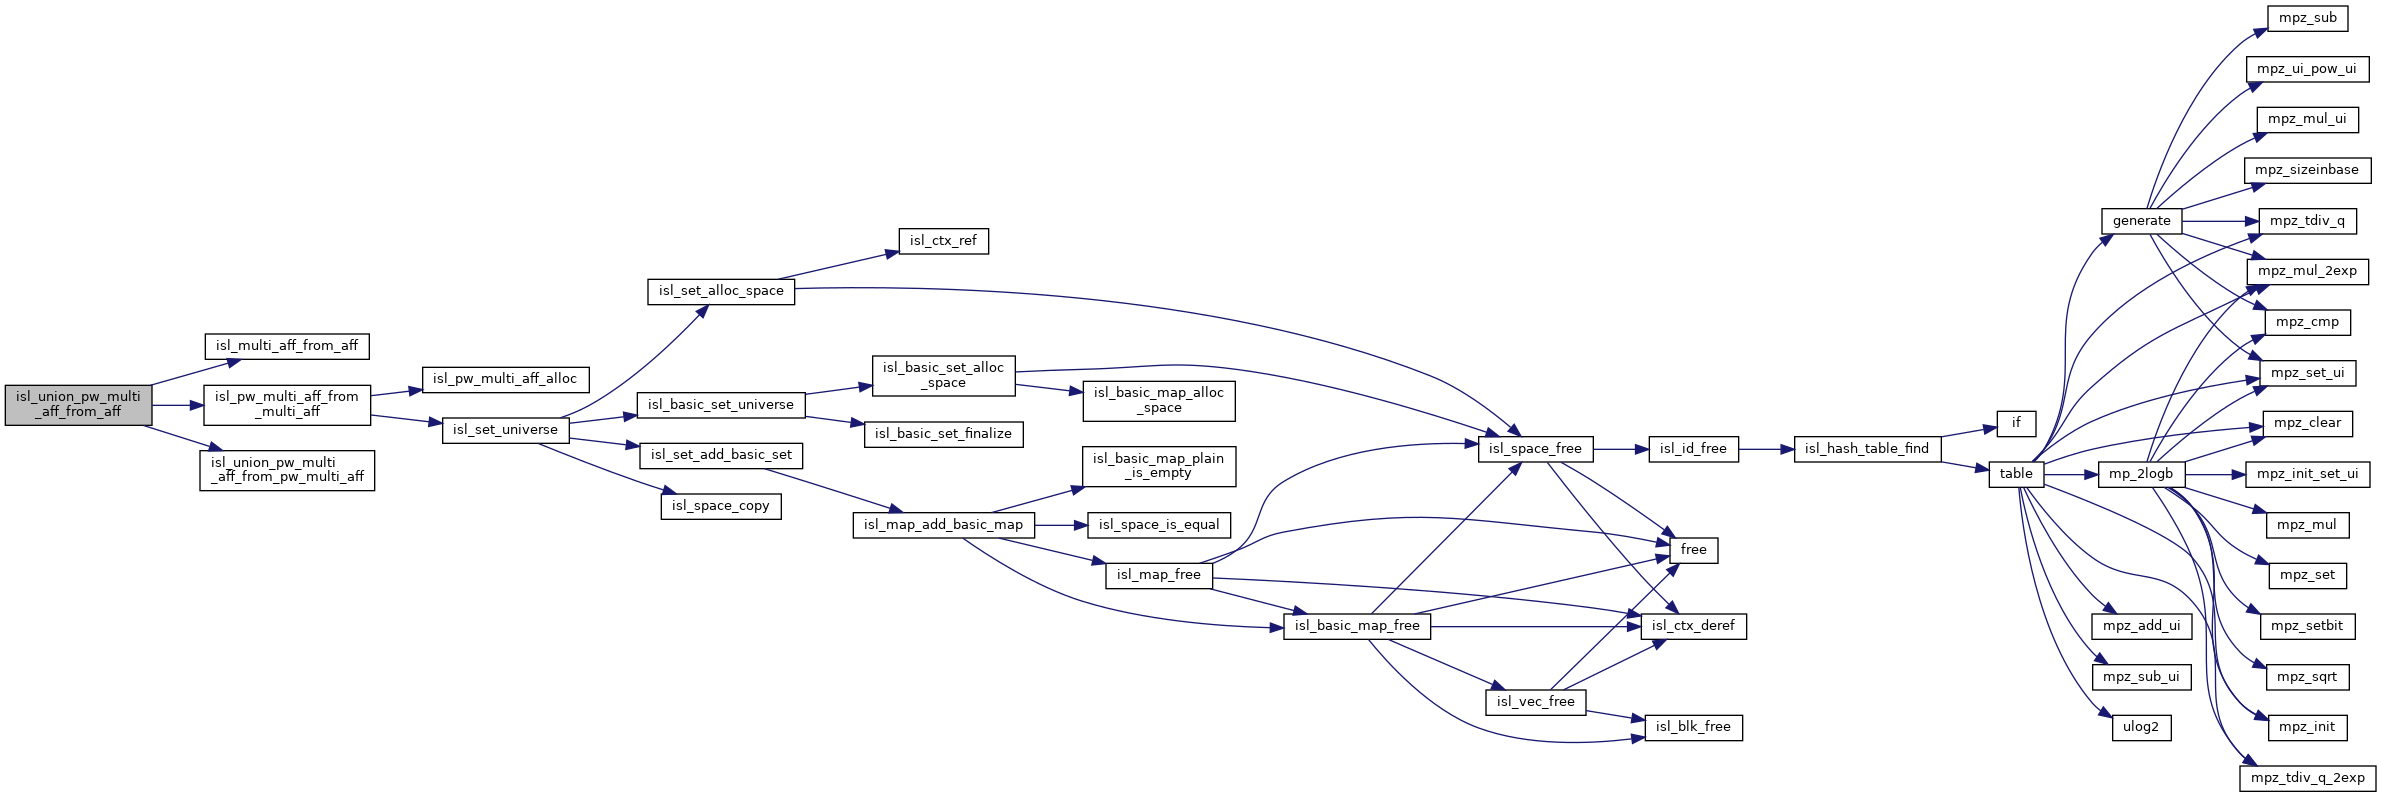 isl_union_pw_multi
_aff_from_aff
isl_multi_aff_from_aff
isl_pw_multi_aff_from
_multi_aff
isl_union_pw_multi
_aff_from_pw_multi_aff
isl_pw_multi_aff_alloc
isl_set_universe
isl_set_alloc_space
isl_basic_set_universe
isl_set_add_basic_set
isl_space_copy
isl_ctx_ref
isl_basic_set_alloc
_space
isl_basic_set_finalize
isl_map_add_basic_map
isl_basic_map_alloc
_space
isl_basic_map_plain
_is_empty
isl_space_is_equal
isl_map_free
isl_basic_map_free
isl_space_free
isl_vec_free
isl_id_free
free
isl_ctx_deref
isl_blk_free
isl_hash_table_find
if
table
generate
mp_2logb
mpz_add_ui
mpz_sub_ui
ulog2
mpz_sub
mpz_ui_pow_ui
mpz_mul_ui
mpz_sizeinbase
mpz_tdiv_q
mpz_mul_2exp
mpz_cmp
mpz_set_ui
mpz_clear
mpz_init_set_ui
mpz_mul
mpz_set
mpz_setbit
mpz_sqrt
mpz_init
mpz_tdiv_q_2exp